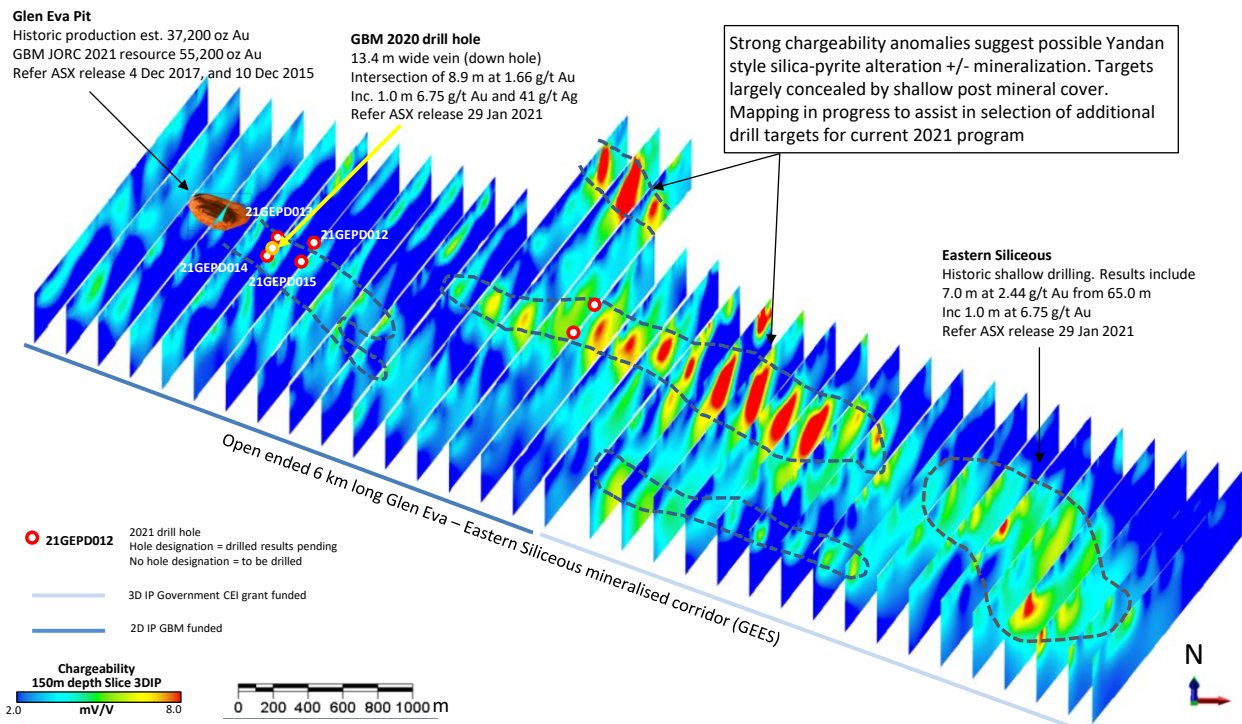 Glen Eva Pit
Historic production est. 37,200 oz Au
GBM JORC 2021 resource 55,200 oz Au
Refer ASX release 4 Dec 2017, and 10 Dec 2015
GBM 2020 drill hole
13.4 m wide vein (down hole)
Intersection of 8.9 m at 1.66 g/t Au
Inc. 1.0 m 6.75 g/t Au and 41 g/t Ag
Refer ASX release 29 Jan 2021
Strong chargeability anomalies suggest possible Yandan
style silica-pyrite alteration +/- mineralization. Targets
largely concealed by shallow post mineral cover.
Mapping in progress to assist in selection of additional
drill targets for current 2021 program
21GEPD013
21GEPD012
21GEPD014
21GEPD015
Eastern Siliceous
Historic shallow drilling. Results include
7.0 m at 2.44 g/t Au from 65.0 m
Inc 1.0 m at 6.75 g/t Au
Refer ASX release 29 Jan 2021
Open ended 6 km long Glen Eva – Eastern Siliceous mineralised corridor (GEES)
21GEPD012
2021 drill hole
Hole designation = drilled results pending
No hole designation = to be drilled
3D IP Government CEI grant funded
2D IP GBM funded
Chargeability
150m depth Slice 3DIP
2.0 mV/V 8.0
0 200 400 600 800 1000 m
N